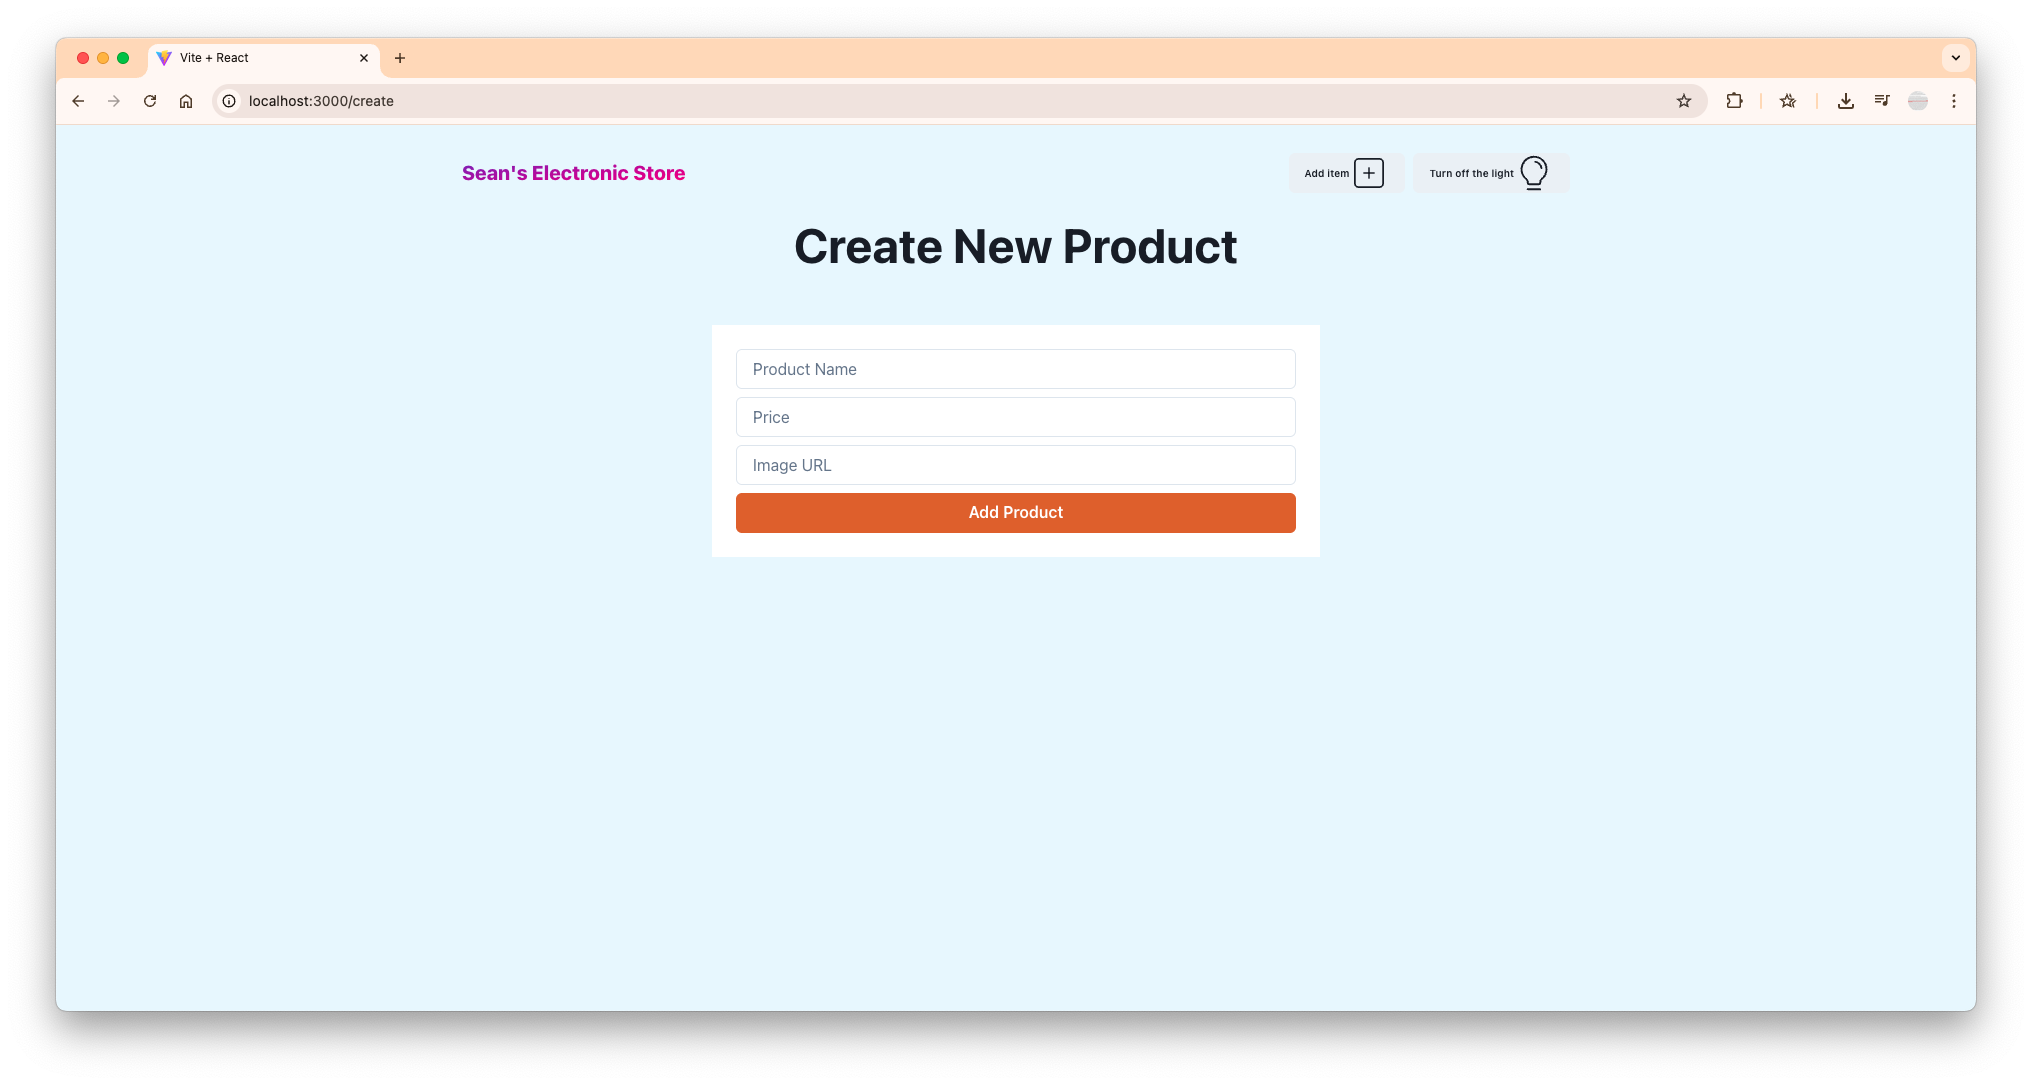 Vite + React
localhost:3000/create
Sean's Electronic Store
Add item
Turn off the light
Create New Product
Product Name
Price
Image URL
Add Product